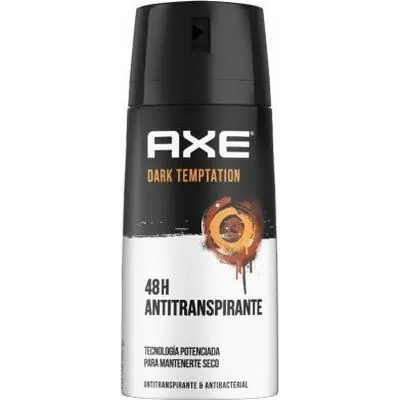 AXE
DARK TEMPTATION
48H
ANTITRANSPIRANTE
TECNOLOGÍA POTENCIADA
PARA MANTENERTE SECO
ANTITRANSPIRANTE & ANTIBACTERIAL